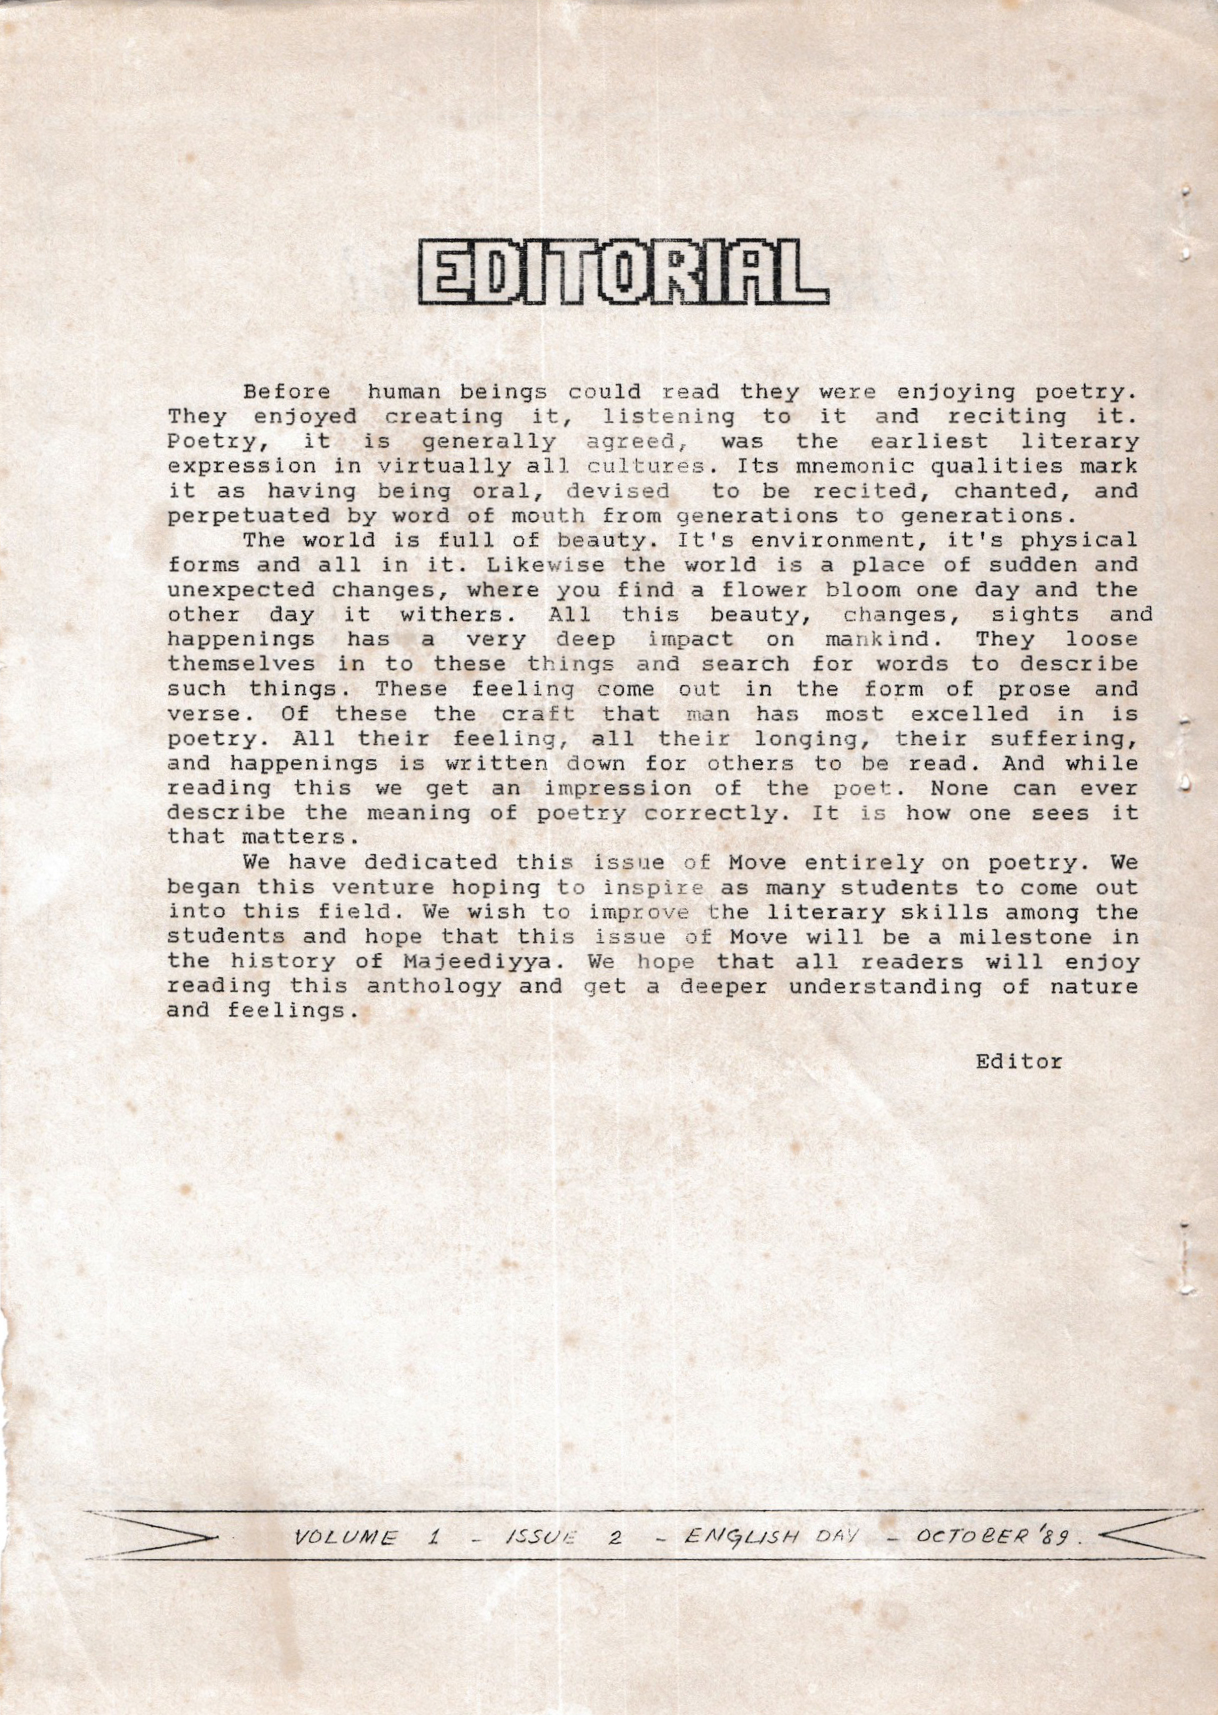 EDITORIAL
Before human beings could read they were enjoying poetry.
They enjoyed creating it, listening to it and reciting it.
Poetry, it is generally agreed, was the earliest literary
expression in virtually all cultures. Its mnemonic qualities mark
it as having being oral, devised to be recited, chanted, and
perpetuated by word of mouth from generations to generations.
The world is full of beauty. It's environment, it's physical
forms and all in it. Likewise the world is a place of sudden and
unexpected changes, where you find a flower bloom one day and the
other day it withers. All this beauty, changes, sights and
happenings has a very deep impact on mankind. They loose
themselves in to these things and search for words to describe
such things. These feeling come out in the form of prose and
verse. Of these the craft that man has most excelled in is
poetry. All their feeling, all their longing, their suffering,
and happenings is written down for others to be read. And while
reading this we get an impression of the poet. None can ever
describe the meaning of poetry correctly. It is how one sees it
that matters.
We have dedicated this issue of Move entirely on poetry. We
began this venture hoping to inspire as many students to come out
into this field. We wish to improve the literary skills among the
students and hope that this issue of Move will be a milestone in
the history of Majeediyya. We hope that all readers will enjoy
reading this anthology and get a deeper understanding of nature
and feelings.
Editor
VOLUME 1 - ISSUE 2 - ENGLISH DAY - OCTOBER '89.